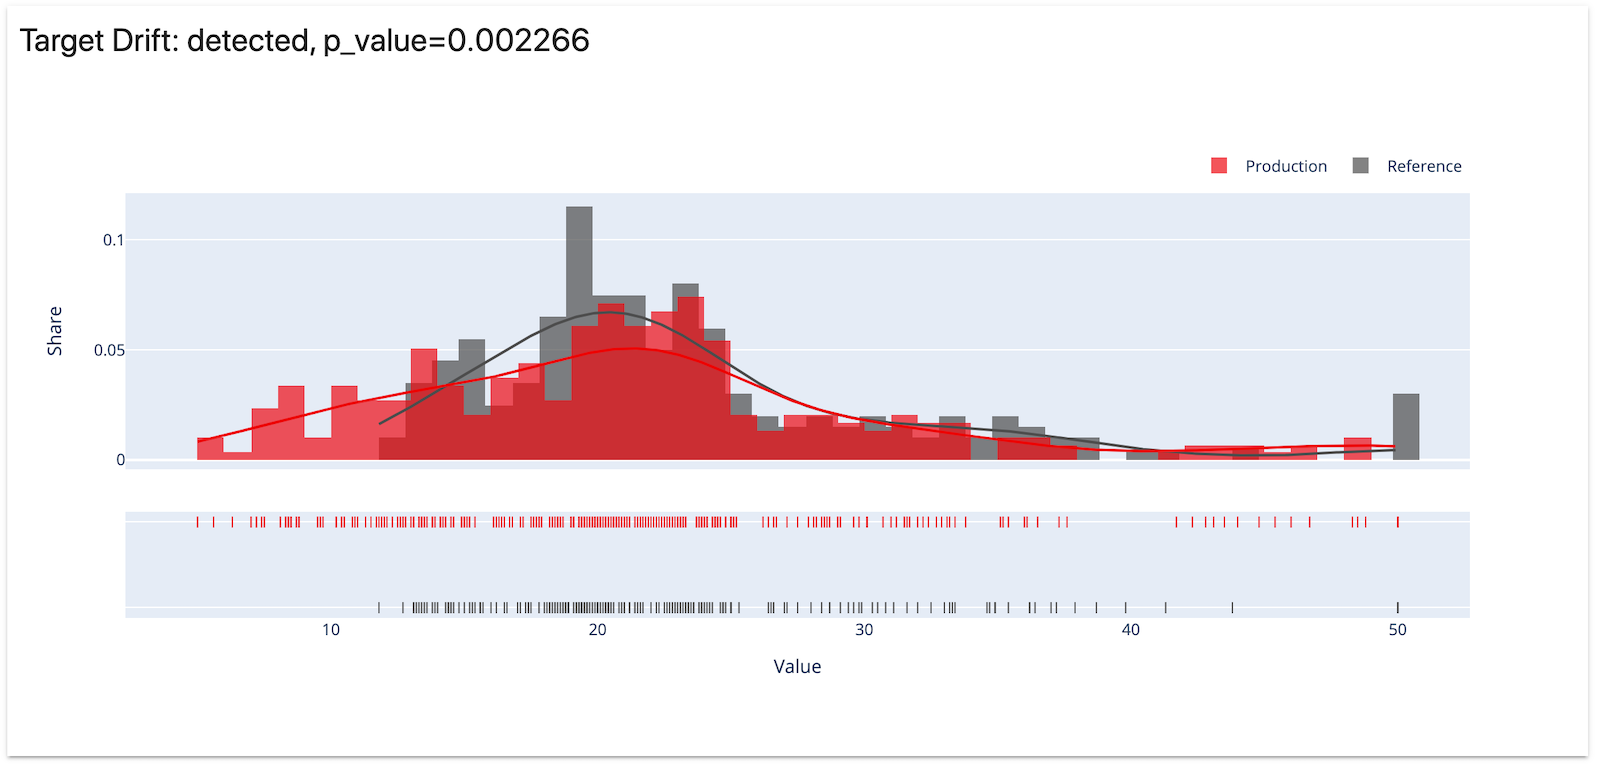 Target Drift: detected, p_value=0.002266
Production Reference
0.1
0.05
0
Share
10 20 30 40 50
Value